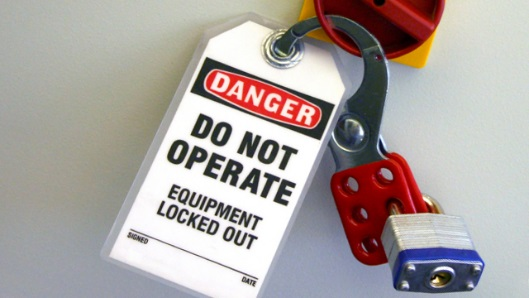 DANGER
DO NOT
OPERATE
EQUIPMENT
LOCKED OUT
SIGNED
DATE